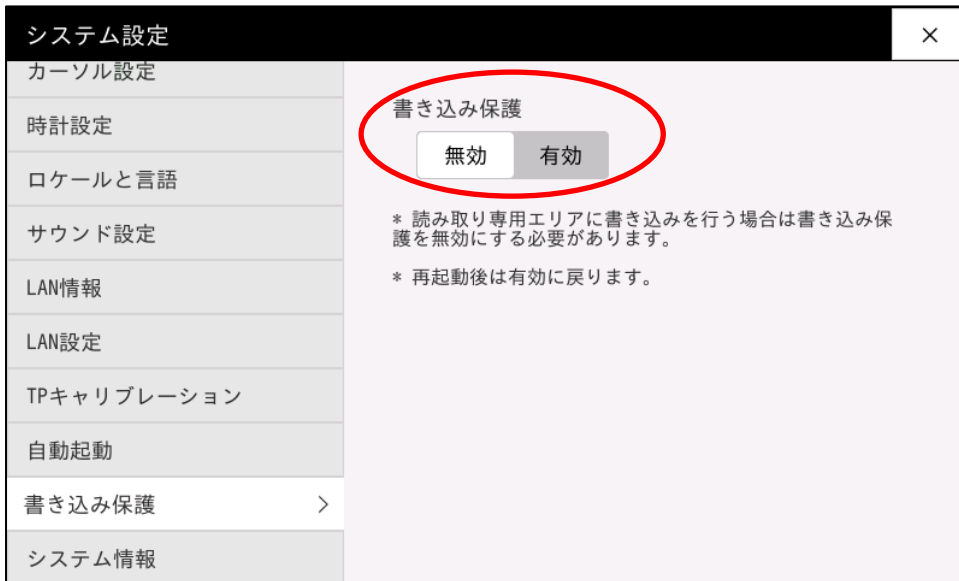 システム設定
×
カーソル設定
時計設定
ロケールと言語
サウンド設定
LAN情報
LAN設定
TPキャリブレーション
自動起動
書き込み保護 >
システム情報
書き込み保護
無効 有効
* 読み取り専用エリアに書き込みを行う場合は書き込み保
護を無効にする必要があります。
* 再起動後は有効に戻ります。